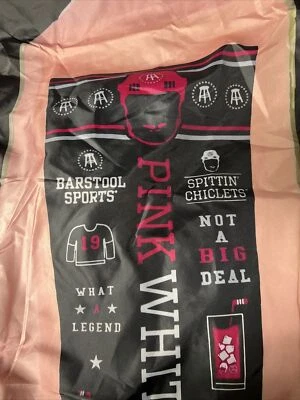 BARSTOOL
SPORTS
SPITTIN'
CHICLETS
PINK WHIT
19
NOT
A
BIG
DEAL
WHAT
A
LEGEND